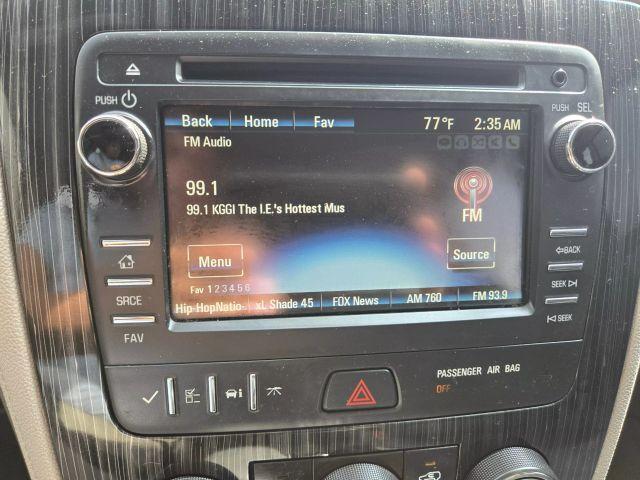 PUSH
PUSH SEL
Back Home Fav 77°F 2:35 AM
FM Audio
99.1
99.1 KGGI The I.E.'s Hottest Mus
FM
Menu
Source
Fav 1 2 3 4 5 6
Hip-HopNatio-.. xL Shade 45 FOX News AM 760 FM 93.9
BACK
SEEK
SEEK
SRCE
FAV
PASSENGER AIR BAG
OFF
i